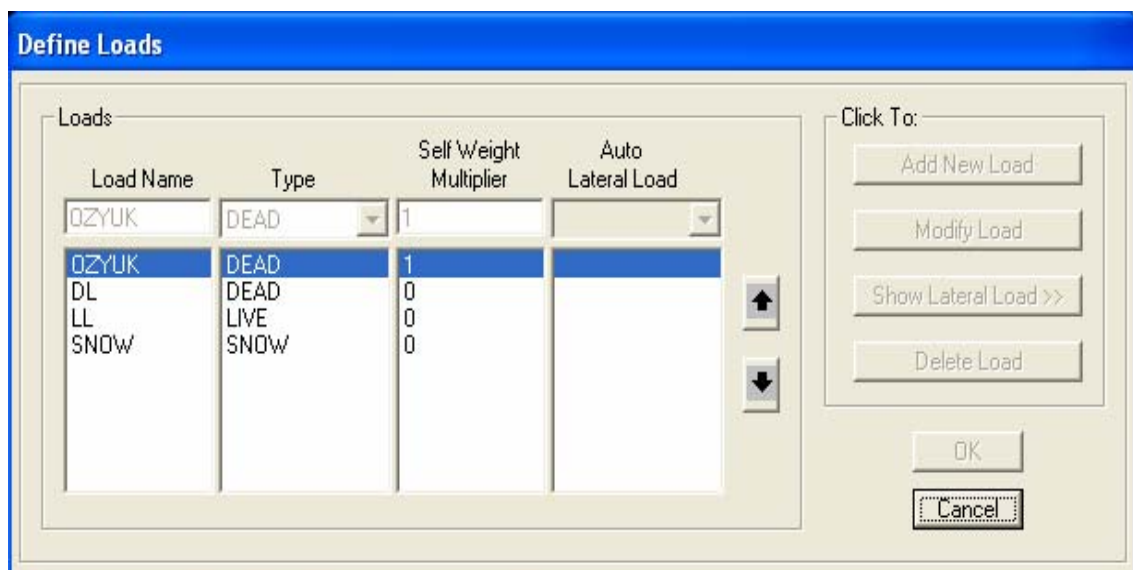 Define Loads
Loads
Click To:
Load Name Type Self Weight Multiplier Auto Lateral Load
OZYUK DEAD 1
OZYUK DEAD 1
DL DEAD 0
LL LIVE 0
SNOW SNOW 0
Add New Load
Modify Load
Show Lateral Load >>
Delete Load
OK
Cancel